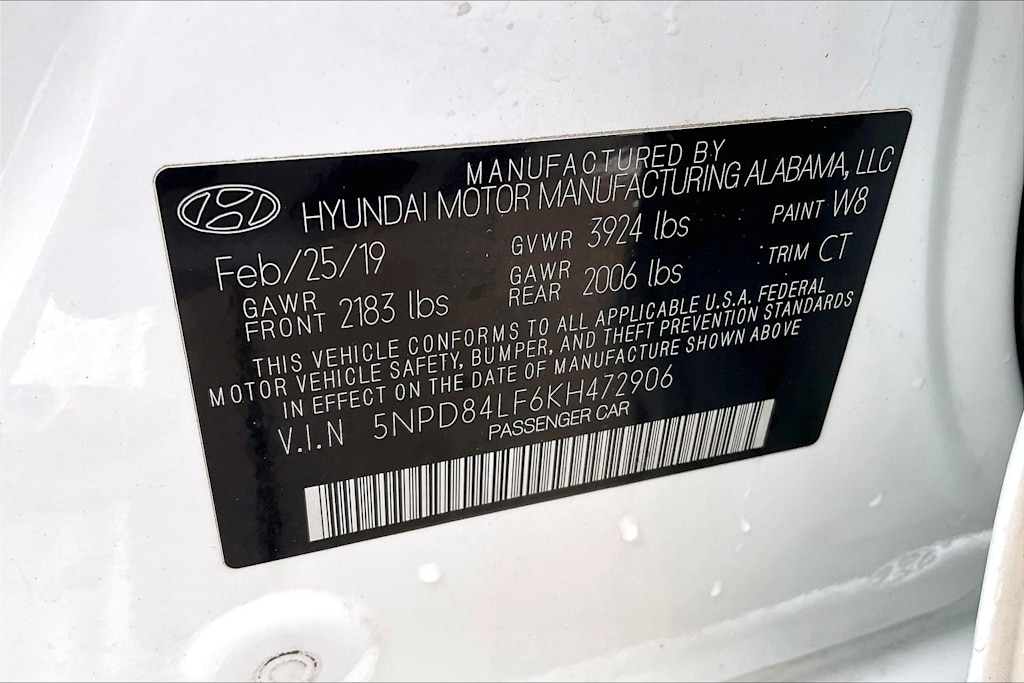 MANUFACTURED BY
HYUNDAI MOTOR MANUFACTURING ALABAMA, LLC
Feb/25/19 GVWR 3924 lbs PAINT W8
GAWR FRONT 2183 lbs GAWR REAR 2006 lbs TRIM CT
THIS VEHICLE CONFORMS TO ALL APPLICABLE U.S.A. FEDERAL
MOTOR VEHICLE SAFETY, BUMPER, AND THEFT PREVENTION STANDARDS
IN EFFECT ON THE DATE OF MANUFACTURE SHOWN ABOVE
V.I.N 5NPD84LF6KH472906
PASSENGER CAR